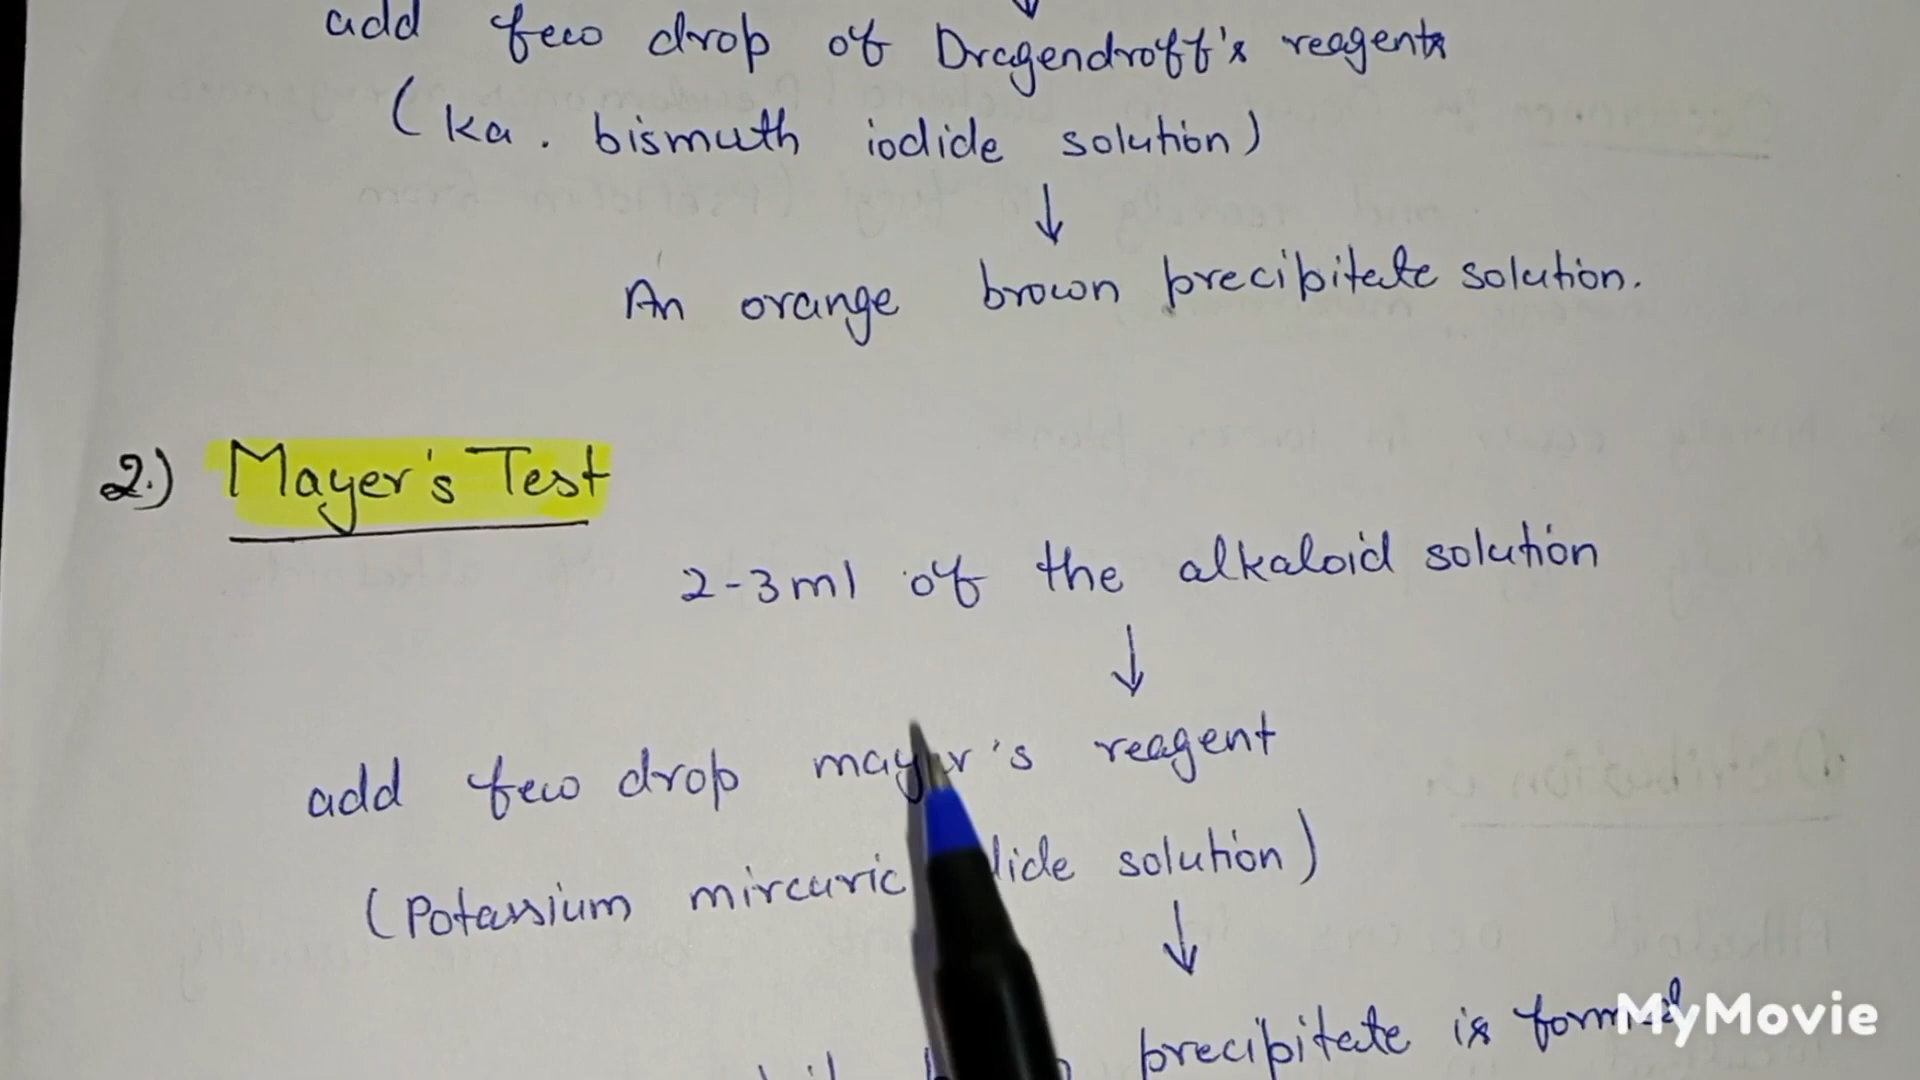 add few drop of Dragendroff's reagents
(ka. bismuth iodide solution)
↓
An orange brown precipitate solution.
2.) Mayer's Test
2-3ml of the alkaloid solution
↓
add few drop mayer's reagent
(Potassium mircuric solution)
↓
precipitate is formed
MyMovie